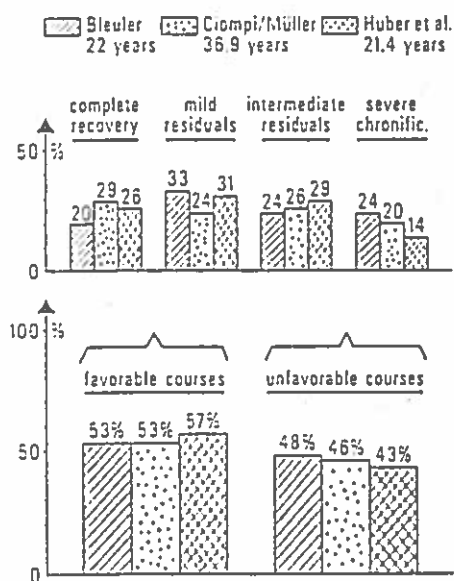 Bleuler Ciompi/Müller Huber et al.
22 years 36,9 years 21,4 years
complete mild intermediate severe
recovery residuals residuals chronific.
50 %
20 29 26 33 24 31 24 26 29 24 20 14
0
100 %
favorable courses unfavorable courses
53% 53% 57% 48% 46% 43%
50
0